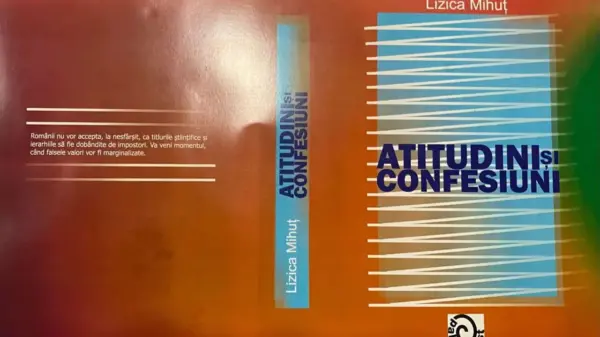 Românii nu vor accepta, la nesfârșit, ca titlurile științifice și
ierarhiile să fie dobândite de impostori. Va veni momentul,
când falsele valori vor fi marginalizate.
Lizica Mihuț
ATITUDINI ȘI
CONFESIUNI
Lizica Mihuț
ATITUDINI ȘI
CONFESIUNI